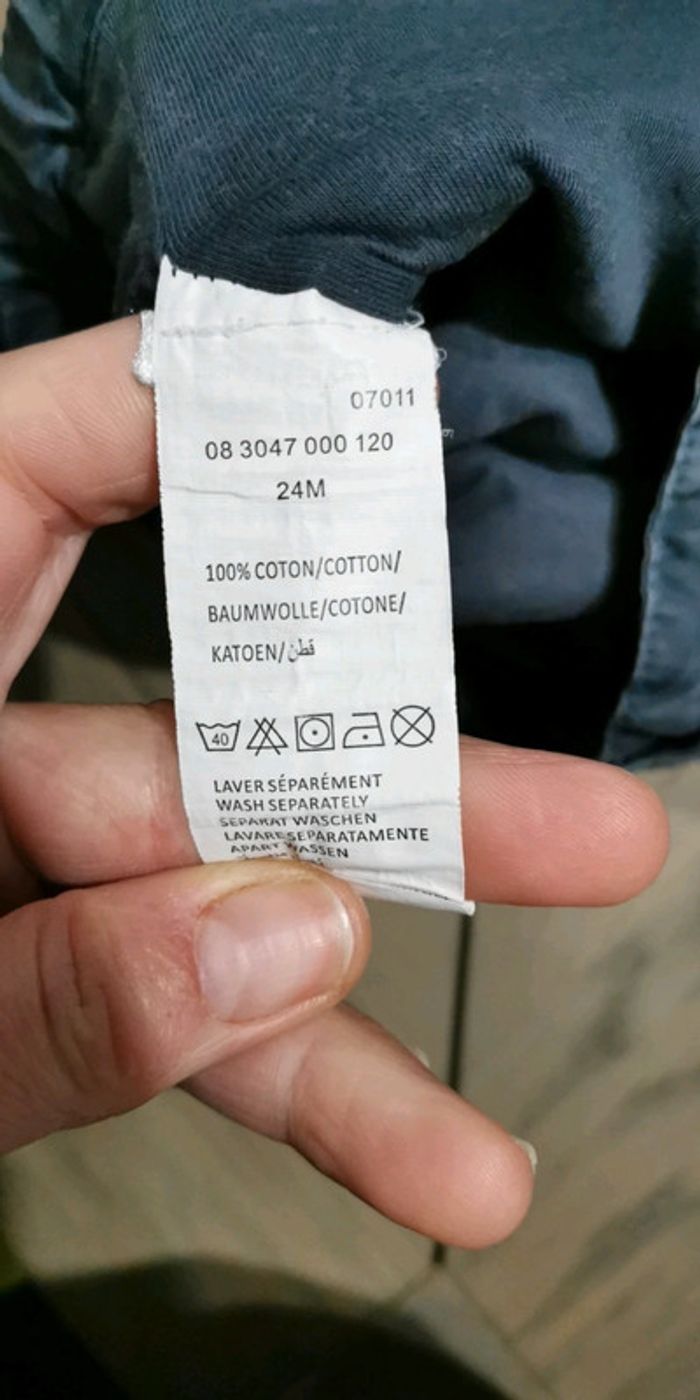 07011
08 3047 000 120
24M
100% COTON/COTTON/
BAUMWOLLE/COTONE/
KATOEN/قطن
40
LAVER SÉPARÉMENT
WASH SEPARATELY
SEPARAT WASCHEN
LAVARE SEPARATAMENTE
APART WASSEN